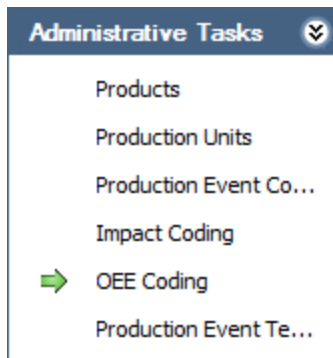 Administrative Tasks
Products
Production Units
Production Event Co...
Impact Coding
OEE Coding
Production Event Te...